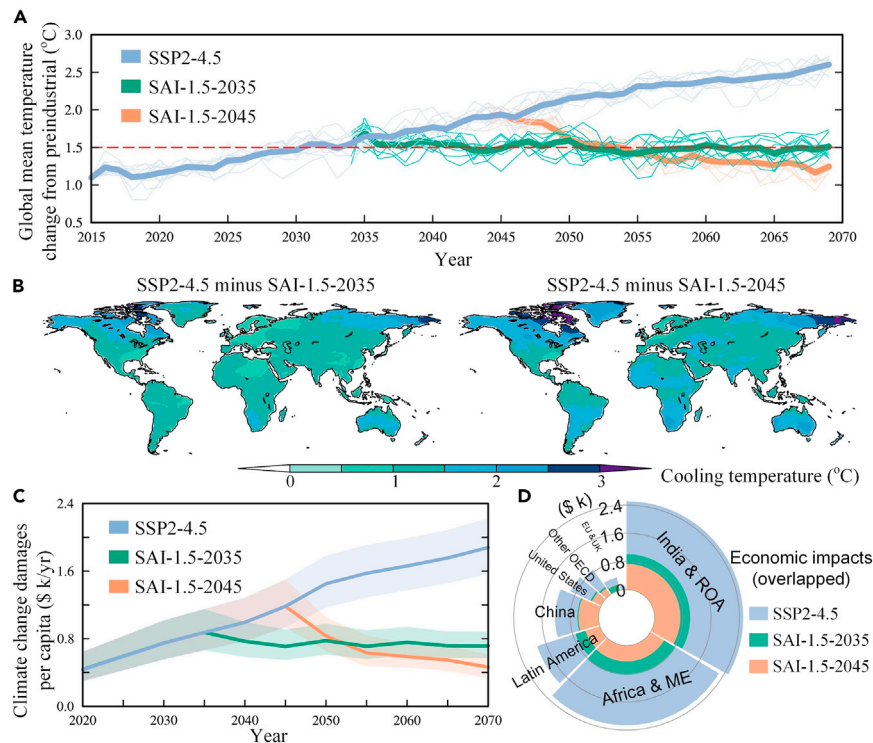 A
Global mean temperature
change from preindustrial (°C)
3.0
2.5
2.0
1.5
1.0
0.5
SSP2-4.5
SAI-1.5-2035
SAI-1.5-2045
2015 2020 2025 2030 2035 2040 2045 2050 2055 2060 2065 2070
Year
B
SSP2-4.5 minus SAI-1.5-2035
SSP2-4.5 minus SAI-1.5-2045
0 1 2 3
Cooling temperature (°C)
C
Climate change damages
per capita ($ k/yr)
2.4
1.6
0.8
0.0
SSP2-4.5
SAI-1.5-2035
SAI-1.5-2045
2020 2030 2040 2050 2060 2070
Year
D
($ k)
2.4
1.6
0.8
0
EU & UK
Other OECD
United States
China
Latin America
Africa & ME
India & ROA
Economic impacts
(overlapped)
SSP2-4.5
SAI-1.5-2035
SAI-1.5-2045